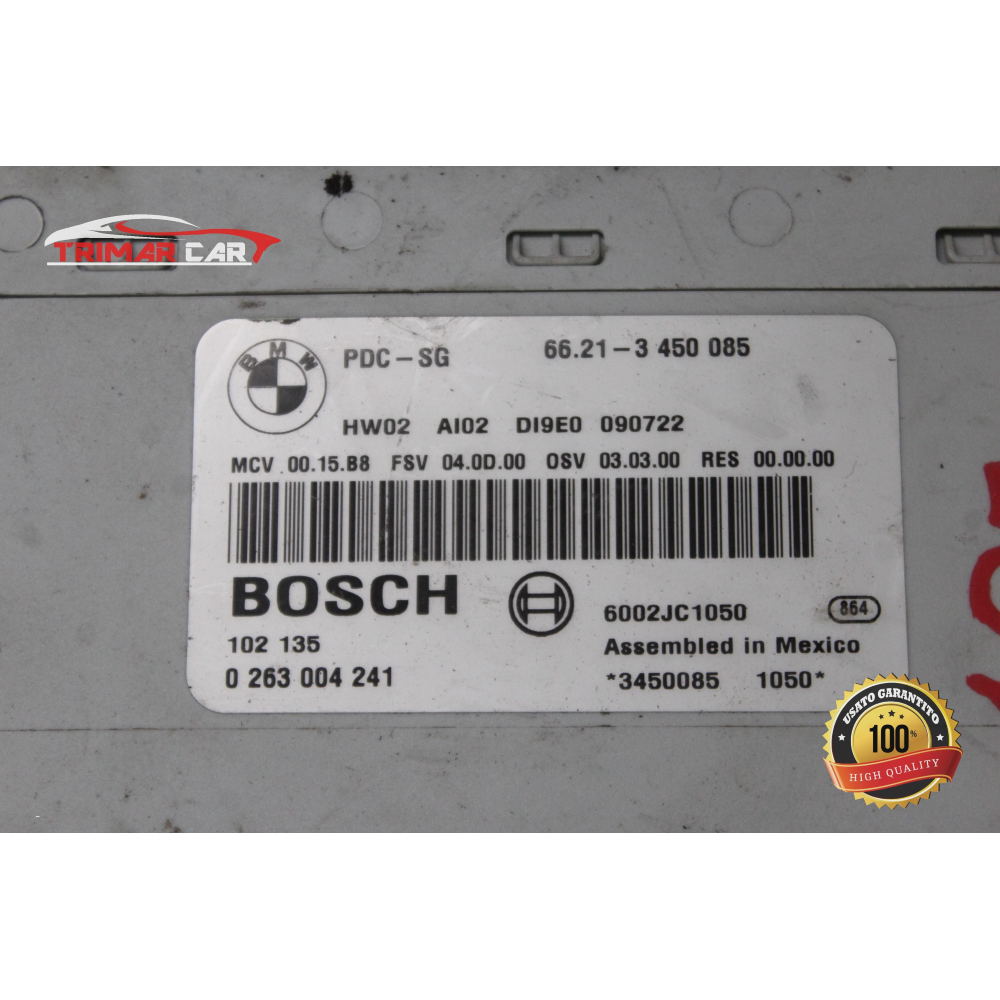 TRIMAR CAR
BMW
PDC-SG 66.21-3 450 085
HW02 AI02 DI9E0 090722
MCV 00.15.B8 FSV 04.0D.00 OSV 03.03.00 RES 00.00.00
BOSCH
6002JC1050 864
102 135 Assembled in Mexico
0 263 004 241 *3450085 1050*
USATO GARANTITO
100%
HIGH QUALITY